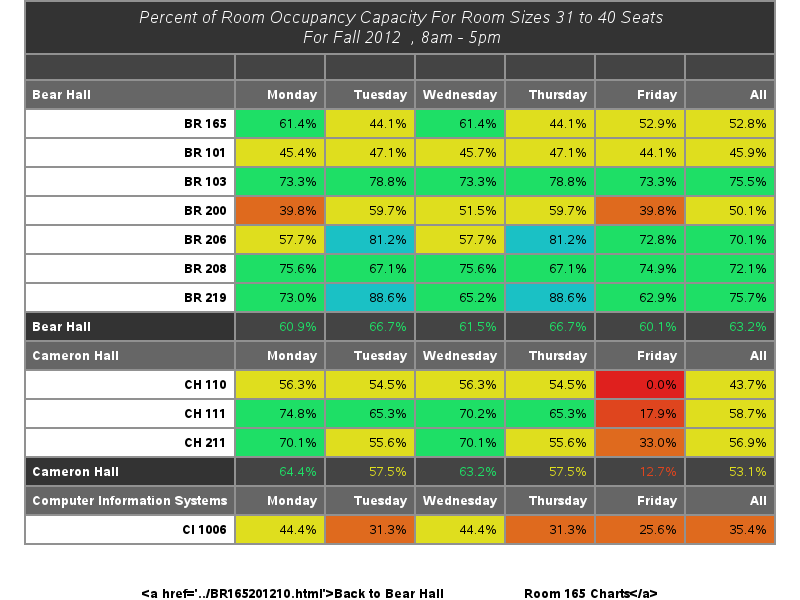 Percent of Room Occupancy Capacity For Room Sizes 31 to 40 Seats
For Fall 2012 , 8am - 5pm
Bear Hall Monday Tuesday Wednesday Thursday Friday All
BR 165 61.4% 44.1% 61.4% 44.1% 52.9% 52.8%
BR 101 45.4% 47.1% 45.7% 47.1% 44.1% 45.9%
BR 103 73.3% 78.8% 73.3% 78.8% 73.3% 75.5%
BR 200 39.8% 59.7% 51.5% 59.7% 39.8% 50.1%
BR 206 57.7% 81.2% 57.7% 81.2% 72.8% 70.1%
BR 208 75.6% 67.1% 75.6% 67.1% 74.9% 72.1%
BR 219 73.0% 88.6% 65.2% 88.6% 62.9% 75.7%
Bear Hall 60.9% 66.7% 61.5% 66.7% 60.1% 63.2%
Cameron Hall Monday Tuesday Wednesday Thursday Friday All
CH 110 56.3% 54.5% 56.3% 54.5% 0.0% 43.7%
CH 111 74.8% 65.3% 70.2% 65.3% 17.9% 58.7%
CH 211 70.1% 55.6% 70.1% 55.6% 33.0% 56.9%
Cameron Hall 64.4% 57.5% 63.2% 57.5% 12.7% 53.1%
Computer Information Systems Monday Tuesday Wednesday Thursday Friday All
CI 1006 44.4% 31.3% 44.4% 31.3% 25.6% 35.4%
<a href='../BR165201210.html'>Back to Bear Hall Room 165 Charts</a>